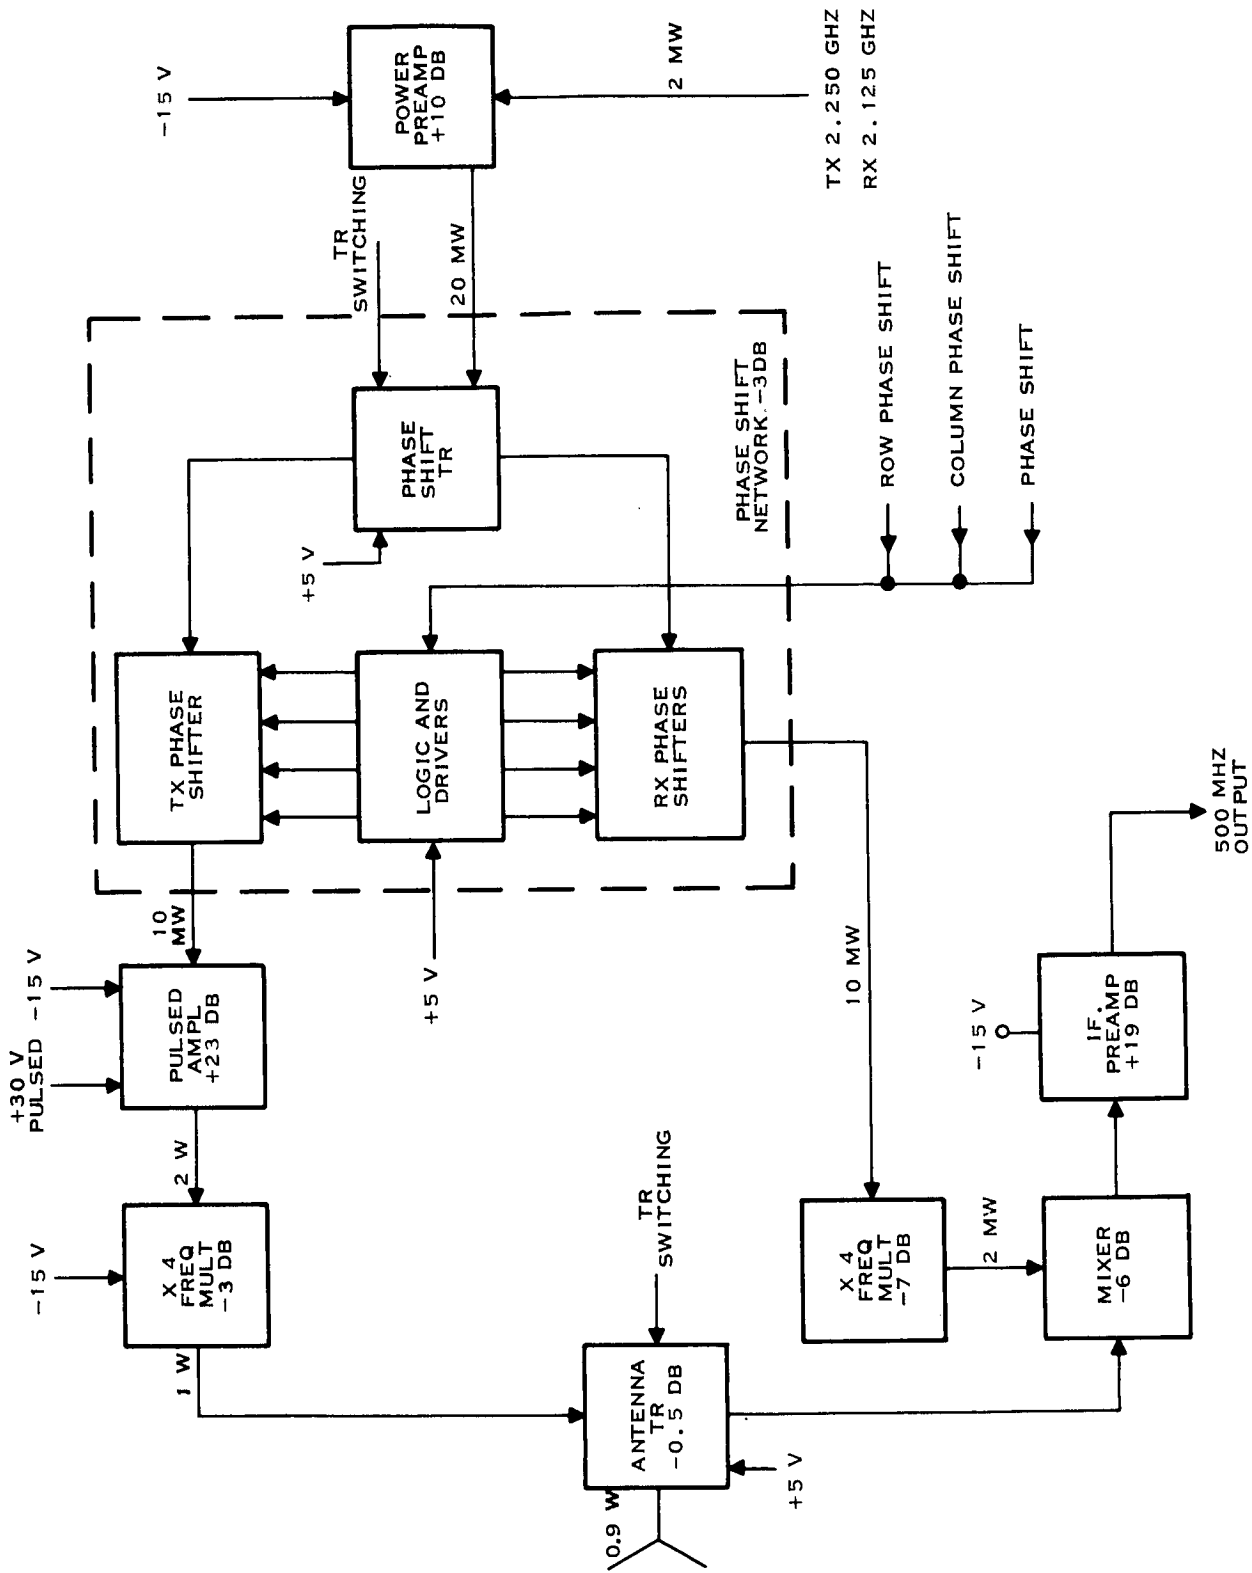 0.9 W
ANTENNA
TR
-0.5 DB
+5 V
TR
SWITCHING
1 W
-15 V
X 4
FREQ
MULT
-3 DB
2 W
+30 V
PULSED
-15 V
PULSED
AMPL
+23 DB
10
MW
TX PHASE
SHIFTER
LOGIC AND
DRIVERS
RX PHASE
SHIFTERS
+5 V
+5 V
PHASE
SHIFT
TR
PHASE SHIFT
NETWORK.-3DB
TR
SWITCHING
20 MW
-15 V
POWER
PREAMP
+10 DB
2 MW
TX 2.250 GHZ
RX 2.125 GHZ
ROW PHASE SHIFT
COLUMN PHASE SHIFT
PHASE SHIFT
10 MW
X 4
FREQ
MULT
-7 DB
2 MW
MIXER
-6 DB
-15 V
IF.
PREAMP
+19 DB
500 MHZ
OUTPUT